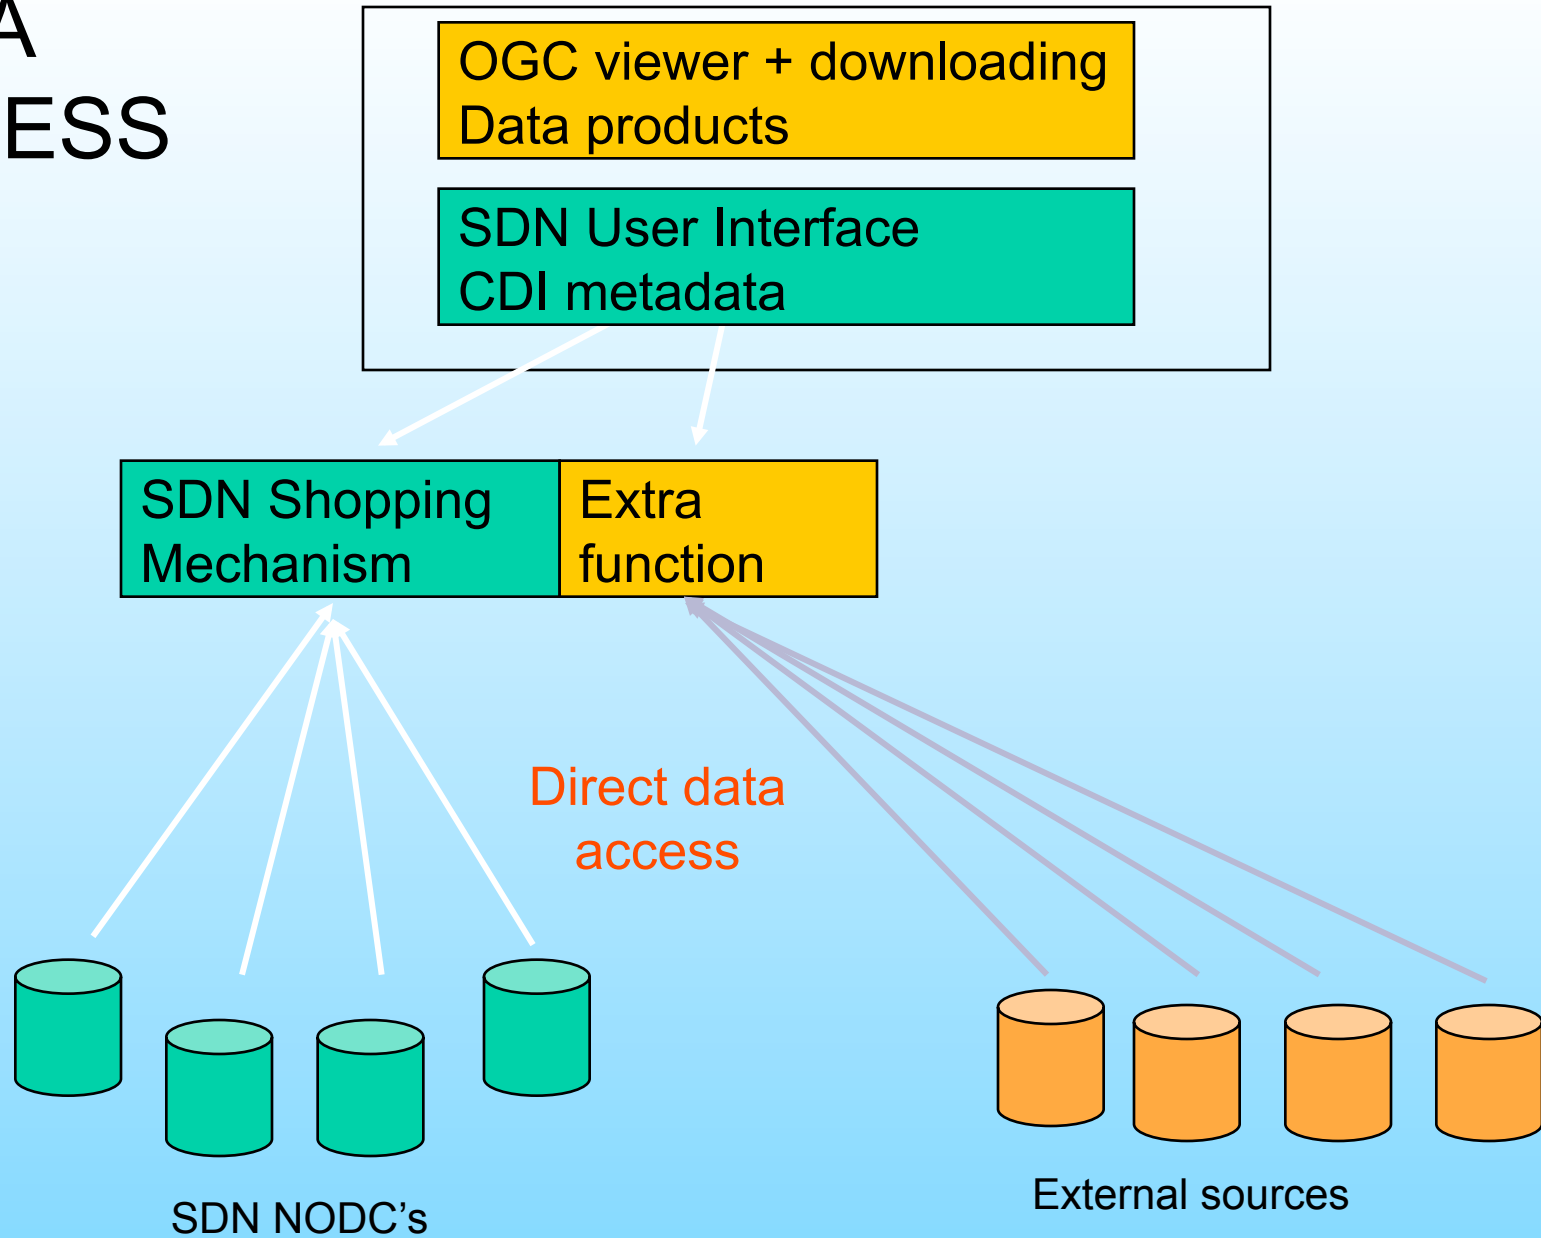 A
ESS
OGC viewer + downloading
Data products
SDN User Interface
CDI metadata
SDN Shopping
Mechanism
Extra
function
Direct data
access
SDN NODC's
External sources